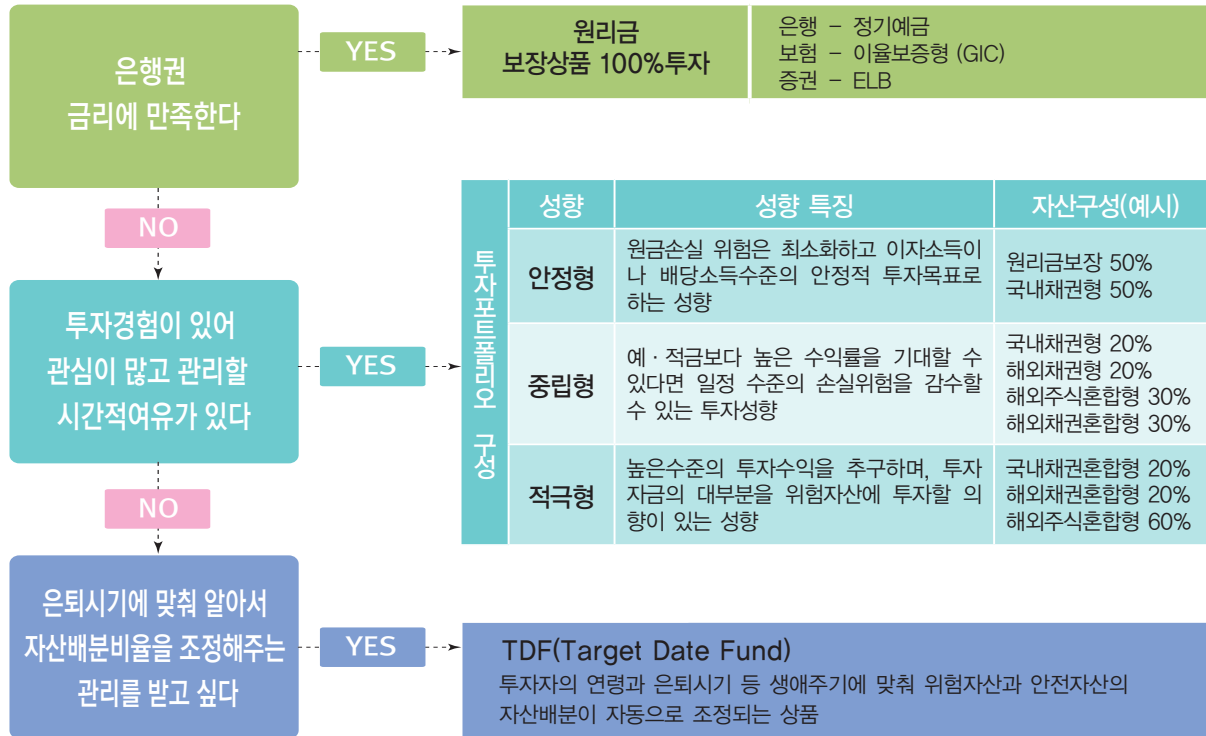 은행권
금리에 만족한다
YES
원리금
보장상품 100%투자
은행 – 정기예금
보험 – 이율보증형 (GIC)
증권 – ELB
NO
투자경험이 있어
관심이 많고 관리할
시간적여유가 있다
YES
투자포트폴리오 구성
성향
성향 특징
자산구성(예시)
안정형
원금손실 위험은 최소화하고 이자소득이
나 배당소득수준의 안정적 투자목표로
하는 성향
원리금보장 50%
국내채권형 50%
중립형
예 · 적금보다 높은 수익률을 기대할 수
있다면 일정 수준의 손실위험을 감수할
수 있는 투자성향
국내채권형 20%
해외채권형 20%
해외주식혼합형 30%
해외채권혼합형 30%
적극형
높은수준의 투자수익을 추구하며, 투자
자금의 대부분을 위험자산에 투자할 의
향이 있는 성향
국내채권혼합형 20%
해외채권혼합형 20%
해외주식혼합형 60%
NO
은퇴시기에 맞춰 알아서
자산배분비율을 조정해주는
관리를 받고 싶다
YES
TDF(Target Date Fund)
투자자의 연령과 은퇴시기 등 생애주기에 맞춰 위험자산과 안전자산의
자산배분이 자동으로 조정되는 상품